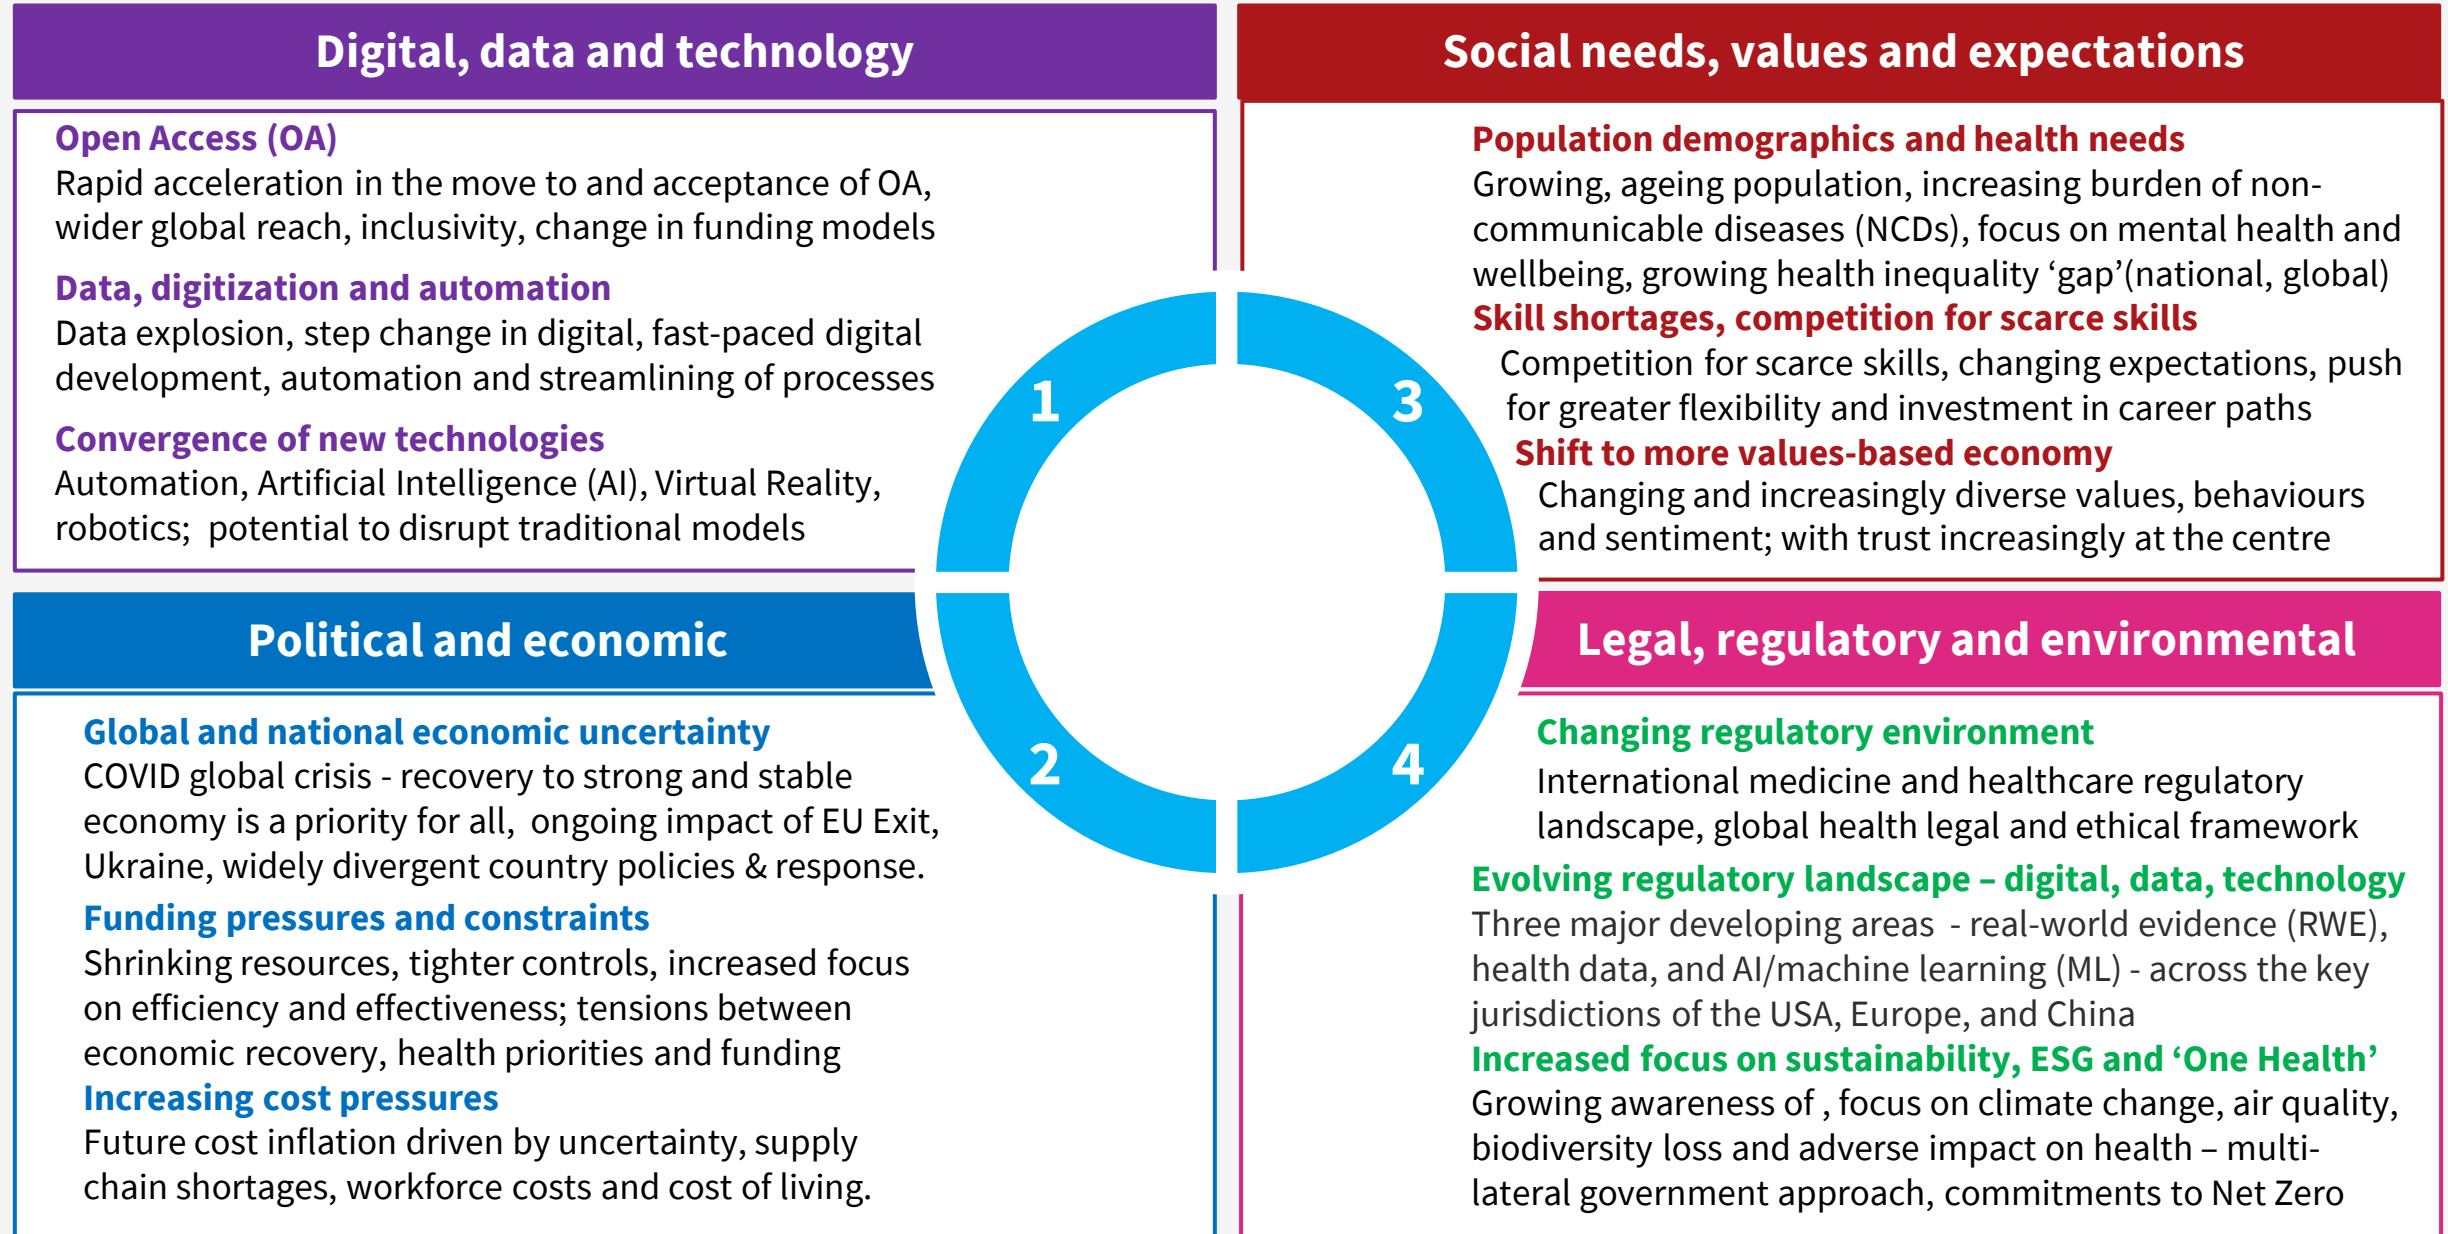 Digital, data and technology
Open Access (OA)
Rapid acceleration in the move to and acceptance of OA,
wider global reach, inclusivity, change in funding models
Data, digitization and automation
Data explosion, step change in digital, fast-paced digital
development, automation and streamlining of processes
Convergence of new technologies
Automation, Artificial Intelligence (AI), Virtual Reality,
robotics;  potential to disrupt traditional models
1
Political and economic
Global and national economic uncertainty
COVID global crisis - recovery to strong and stable
economy is a priority for all,  ongoing impact of EU Exit,
Ukraine, widely divergent country policies & response.
Funding pressures and constraints
Shrinking resources, tighter controls, increased focus
on efficiency and effectiveness; tensions between
economic recovery, health priorities and funding
Increasing cost pressures
Future cost inflation driven by uncertainty, supply
chain shortages, workforce costs and cost of living.
2
Social needs, values and expectations
Population demographics and health needs
Growing, ageing population, increasing burden of non-
communicable diseases (NCDs), focus on mental health and
wellbeing, growing health inequality ‘gap’(national, global)
Skill shortages, competition for scarce skills
Competition for scarce skills, changing expectations, push
for greater flexibility and investment in career paths
Shift to more values-based economy
Changing and increasingly diverse values, behaviours
and sentiment; with trust increasingly at the centre
3
Legal, regulatory and environmental
Changing regulatory environment
International medicine and healthcare regulatory
landscape, global health legal and ethical framework
Evolving regulatory landscape – digital, data, technology
Three major developing areas  - real-world evidence (RWE),
health data, and AI/machine learning (ML) - across the key
jurisdictions of the USA, Europe, and China
Increased focus on sustainability, ESG and ‘One Health’
Growing awareness of , focus on climate change, air quality,
biodiversity loss and adverse impact on health – multi-
lateral government approach, commitments to Net Zero
4